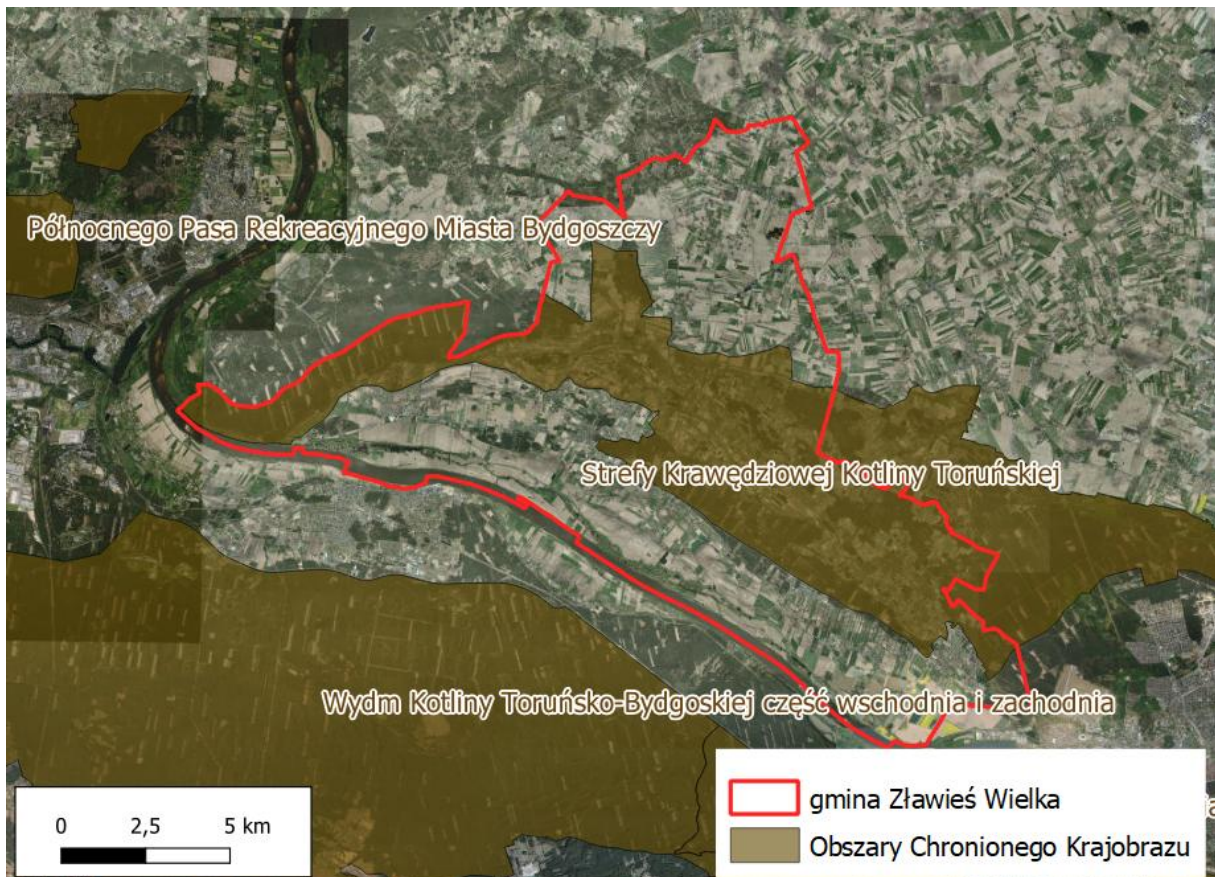 Północnego Pasa Rekreacyjnego Miasta Bydgoszczy
Strefy Krawędziowej Kotliny Toruńskiej
Wydm Kotliny Toruńsko-Bydgoskiej część wschodnia i zachodnia
0 2,5 5 km
gmina Zławieś Wielka
Obszary Chronionego Krajobrazu